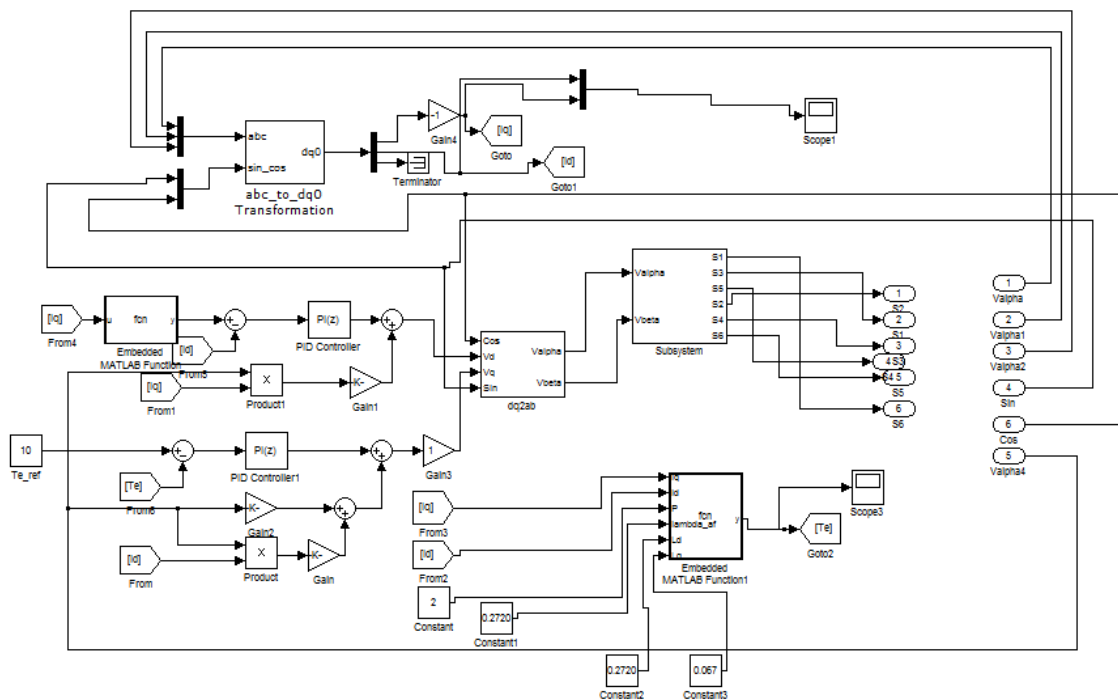 abc
sin_cos
dq0
abc_to_dq0
Transformation
-1
Gain4
[Iq]
Goto
Terminator
[Id]
Goto1
Scope1
[Iq]
From4
u
fcn
y
Embedded
MATLAB Function
[Id]
From5
PI(z)
PID Controller
[Iq]
From1
X
Product1
K-
Gain1
Cos
Vd
Vq
Sin
Valpha
Vbeta
dq2ab
Valpha
Vbeta
S1
S3
S5
S2
S4
S6
Subsystem
1
S2
2
S1
3
S3
4
S4
5
S5
6
S6
1
Valpha
2
Valpha1
3
Valpha2
4
Sin
6
Cos
5
Valpha4
10
Te_ref
[Te]
From6
PI(z)
PID Controller1
1
Gain3
K-
Gain2
[Id]
From
X
Product
K-
Gain
[Iq]
From3
[Id]
From2
2
Constant
0.2720
Constant1
0.2720
Constant2
0.067
Constant3
Iq
Id
P
lambda_af
Ld
Lq
fcn
y
Embedded
MATLAB Function1
Scope3
[Te]
Goto2